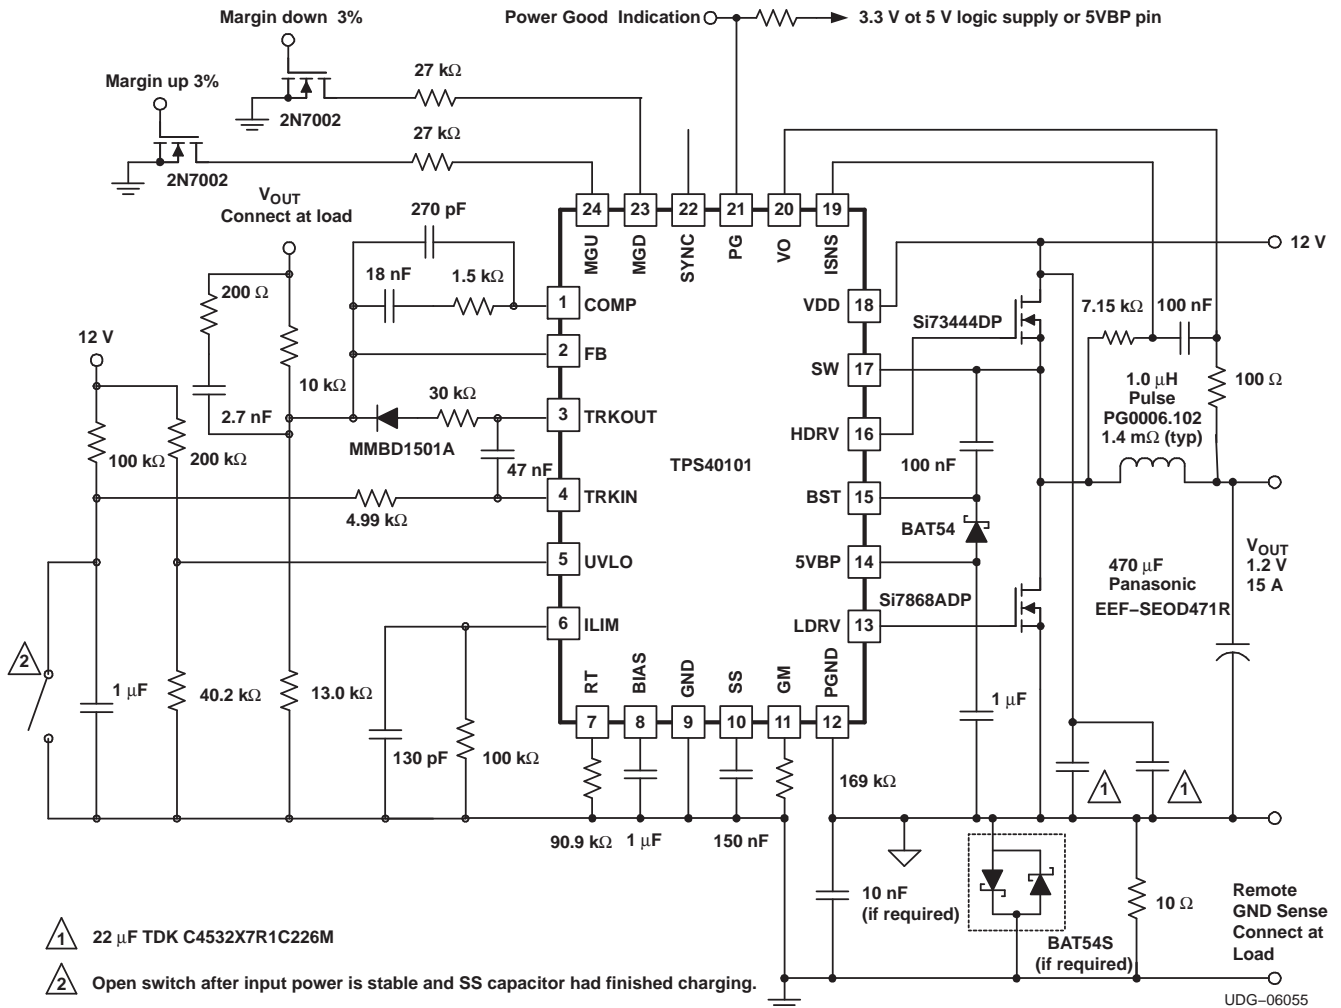 Margin down 3%
Power Good Indication
3.3 V ot 5 V logic supply or 5VBP pin
Margin up 3%
27 kΩ
2N7002
27 kΩ
2N7002
VOUT
Connect at load
270 pF
18 nF
1.5 kΩ
200 Ω
12 V
10 kΩ
2.7 nF
30 kΩ
MMBD1501A
47 nF
100 kΩ
200 kΩ
4.99 kΩ
24
23
22
21
20
19
MGU
MGD
SYNC
PG
VO
ISNS
1
COMP
2
FB
3
TRKOUT
4
TRKIN
5
UVLO
6
ILIM
TPS40101
VDD
18
SW
17
HDRV
16
BST
15
5VBP
14
LDRV
13
RT
BIAS
GND
SS
GM
PGND
7
8
9
10
11
12
12 V
Si73444DP
7.15 kΩ
100 nF
1.0 μH
Pulse
PG0006.102
1.4 mΩ (typ)
100 Ω
100 nF
BAT54
Si7868ADP
470 μF
Panasonic
EEF–SEOD471R
VOUT
1.2 V
15 A
2
1 μF
40.2 kΩ
13.0 kΩ
130 pF
100 kΩ
1 μF
169 kΩ
1
1
90.9 kΩ
1 μF
150 nF
10 nF
(if required)
BAT54S
(if required)
10 Ω
Remote
GND Sense
Connect at
Load
1
22 μF TDK C4532X7R1C226M
2
Open switch after input power is stable and SS capacitor had finished charging.
UDG–06055